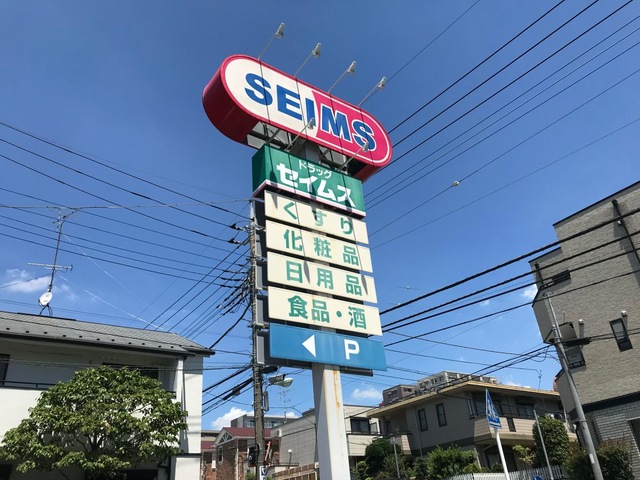 SEIMS
ドラッグ
セイムス
くすり
化粧品
日用品
食品・酒
P